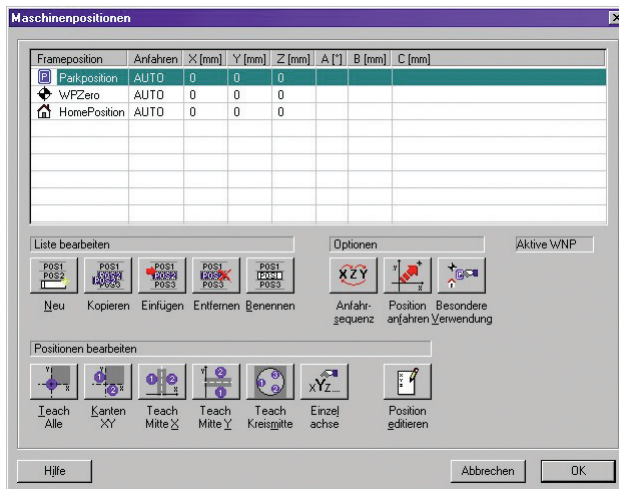 Maschinenpositionen
Frameposition Anfahren X [mm] Y [mm] Z [mm] A [°] B [mm] C [mm]
P Parkposition AUTO 0 0 0
WPZero AUTO 0 0 0
HomePosition AUTO 0 0 0
Liste bearbeiten Optionen Aktive WNP
POS1 POS1 POS1 POS1 POS1
POS2 POS2 POS2 POS2 POS2
POS3 POS3 POS3 POS3
XZY
Neu Kopieren Einfügen Entfernen Benennen Anfahr- Position Besondere
sequenz anfahren Verwendung
Positionen bearbeiten
xYz...
Teach Kanten Teach Teach Teach Einzel Position
Alle XY Mitte X Mitte Y Kreismitte achse editieren
Hilfe Abbrechen OK